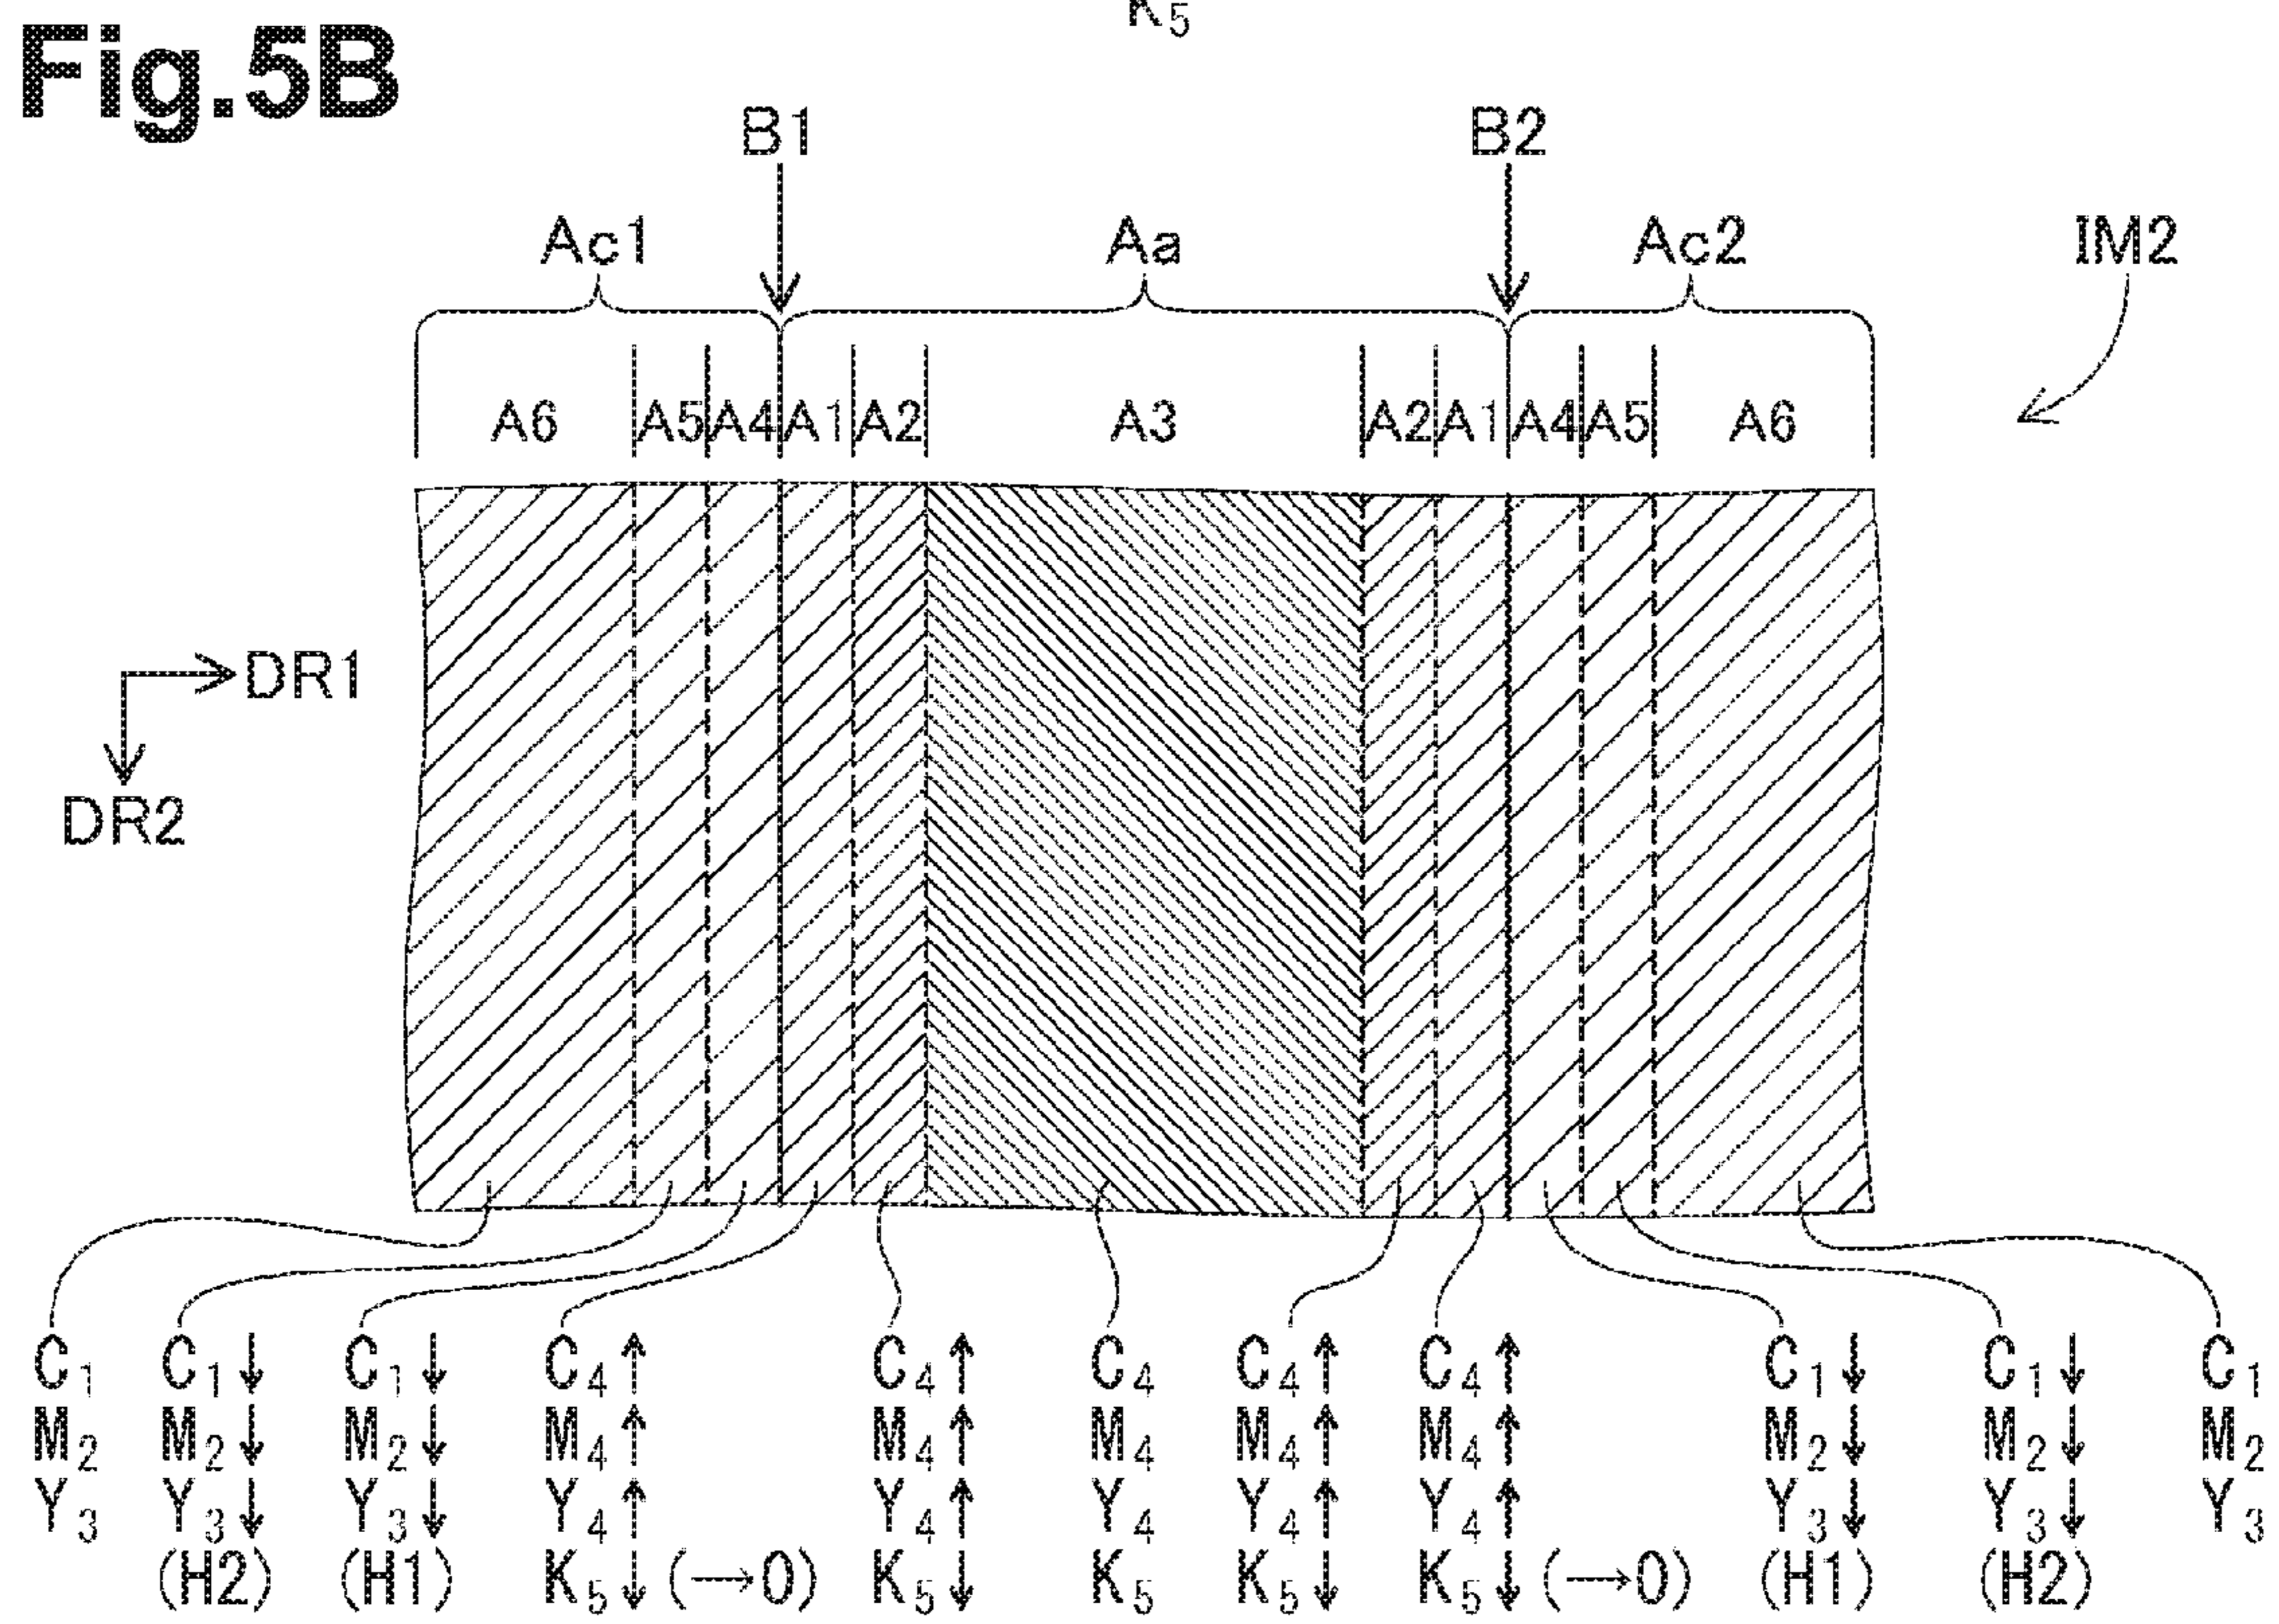 K5
Fig.5B
B1 B2
Ac1 Aa Ac2 IM2
A6 A5 A4 A1 A2 A3 A2 A1 A4 A5 A6
DR1
DR2
C1 C1↓ C1↓ C4↑ C4↑ C4 C4↑ C4↑ C1↓ C1↓ C1
M2 M2↓ M2↓ M4↑ M4↑ M4 M4↑ M4↑ M2↓ M2↓ M2
Y3 Y3↓ Y3↓ Y4↑ Y4↑ Y4 Y4↑ Y4↑ Y3↓ Y3↓ Y3
(H2) (H1) K5↓(→0) K5↓ K5 K5↓ K5↓(→0) (H1) (H2)